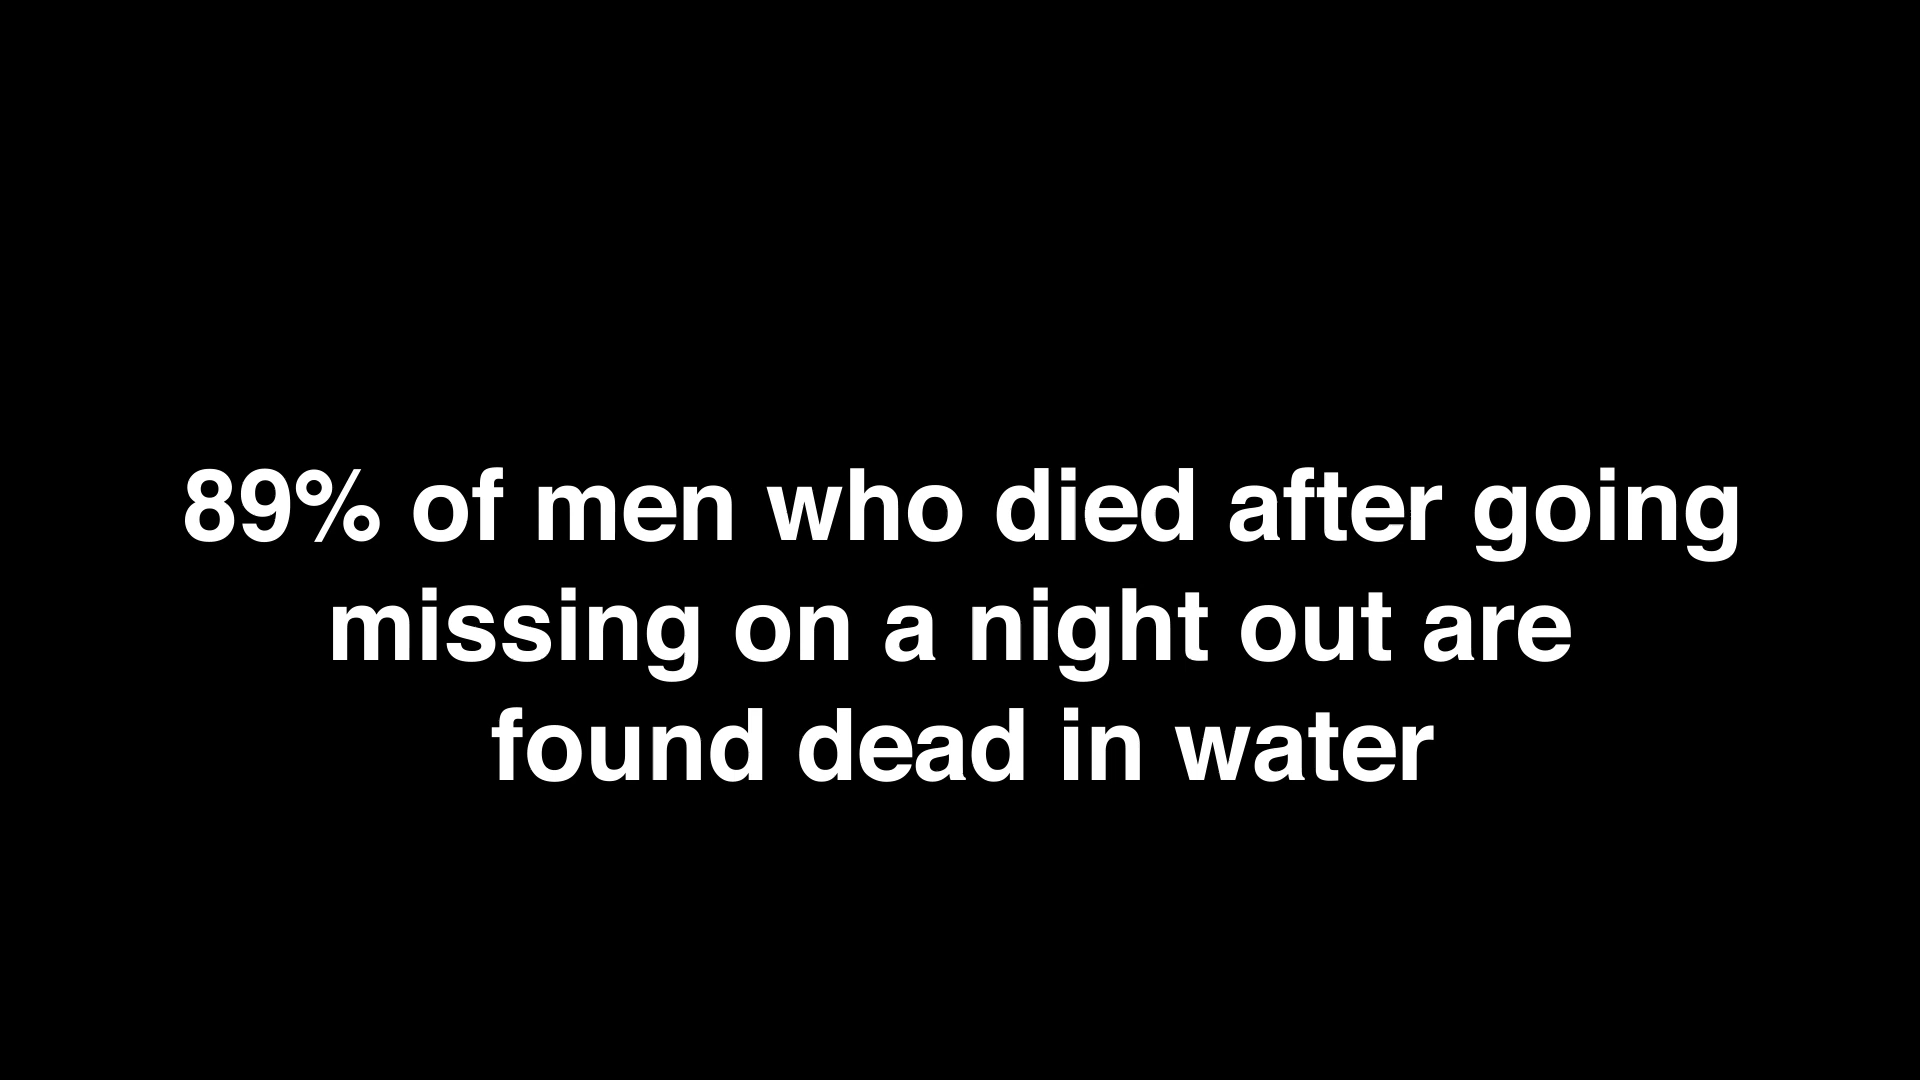 89% of men who died after going
missing on a night out are
found dead in water